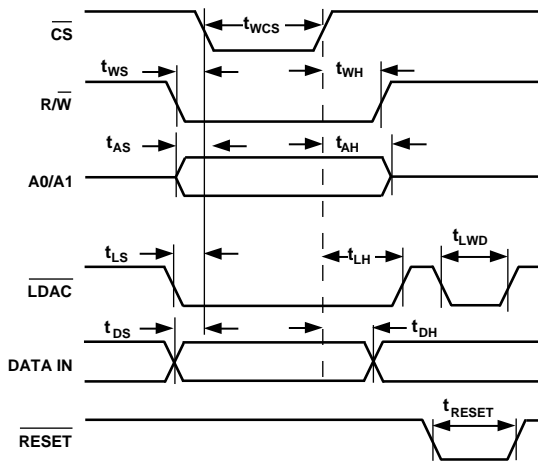 CS
tWCS
tWS
tWH
R/W
tAS
tAH
A0/A1
tLS
tLH
tLWD
LDAC
tDS
tDH
DATA IN
tRESET
RESET